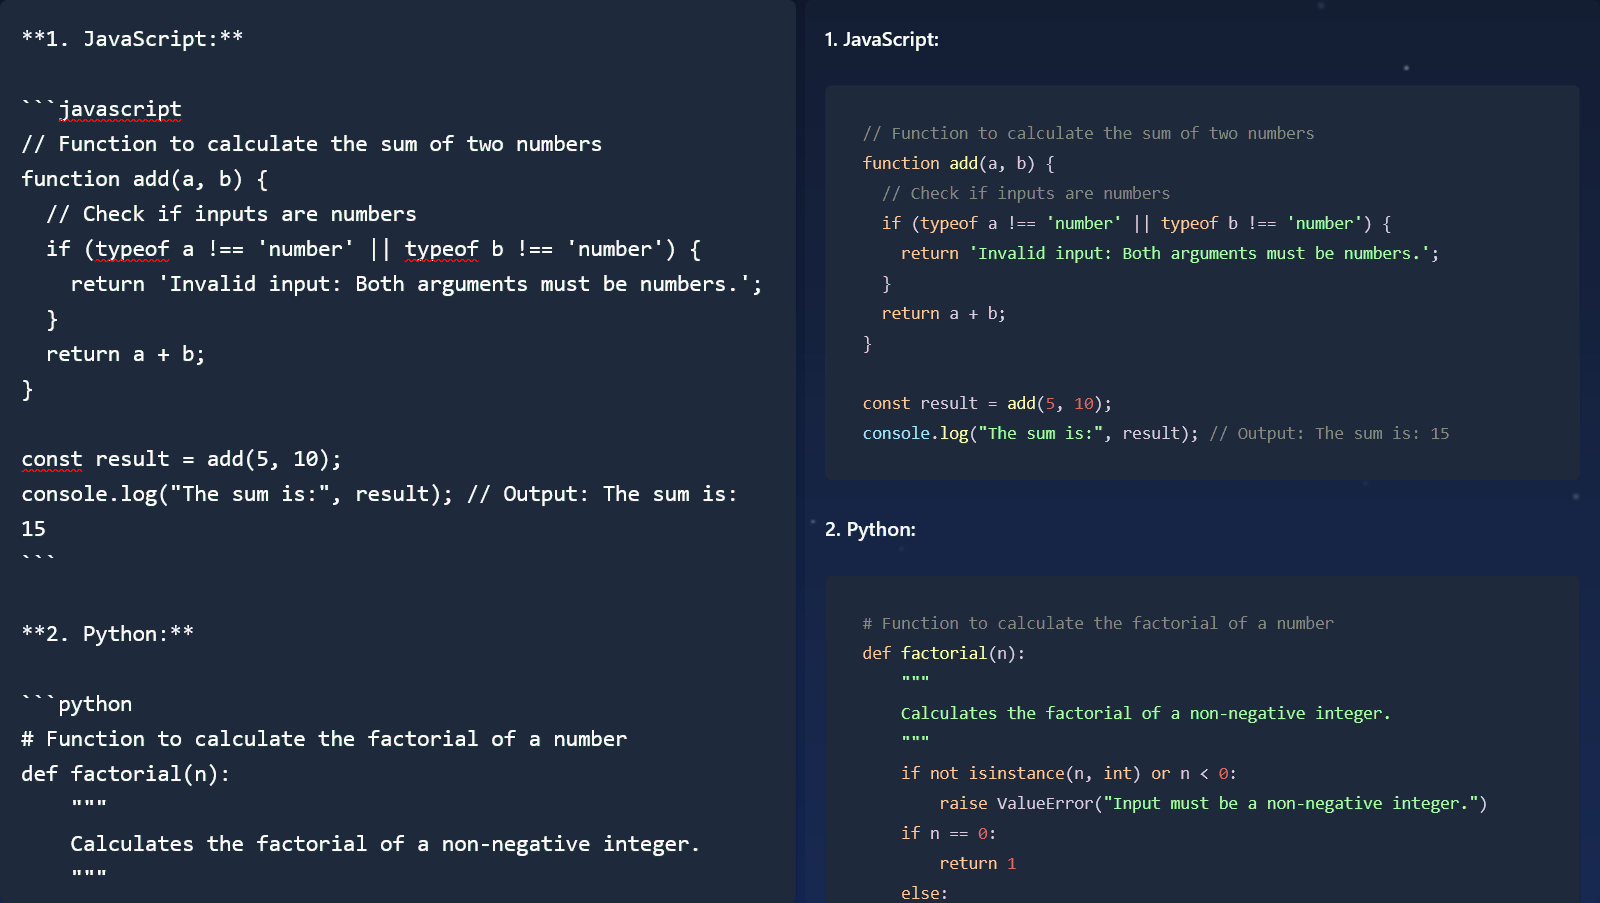 **1. JavaScript:**

```javascript
// Function to calculate the sum of two numbers
function add(a, b) {
  // Check if inputs are numbers
  if (typeof a !== 'number' || typeof b !== 'number') {
    return 'Invalid input: Both arguments must be numbers.';
  }
  return a + b;
}

const result = add(5, 10);
console.log("The sum is:", result); // Output: The sum is:
15
```

**2. Python:**

```python
# Function to calculate the factorial of a number
def factorial(n):
    """
    Calculates the factorial of a non-negative integer.
    """

1. JavaScript:

// Function to calculate the sum of two numbers
function add(a, b) {
  // Check if inputs are numbers
  if (typeof a !== 'number' || typeof b !== 'number') {
    return 'Invalid input: Both arguments must be numbers.';
  }
  return a + b;
}

const result = add(5, 10);
console.log("The sum is:", result); // Output: The sum is: 15

2. Python:

# Function to calculate the factorial of a number
def factorial(n):
    """
    Calculates the factorial of a non-negative integer.
    """
    if not isinstance(n, int) or n < 0:
        raise ValueError("Input must be a non-negative integer.")
    if n == 0:
        return 1
    else: